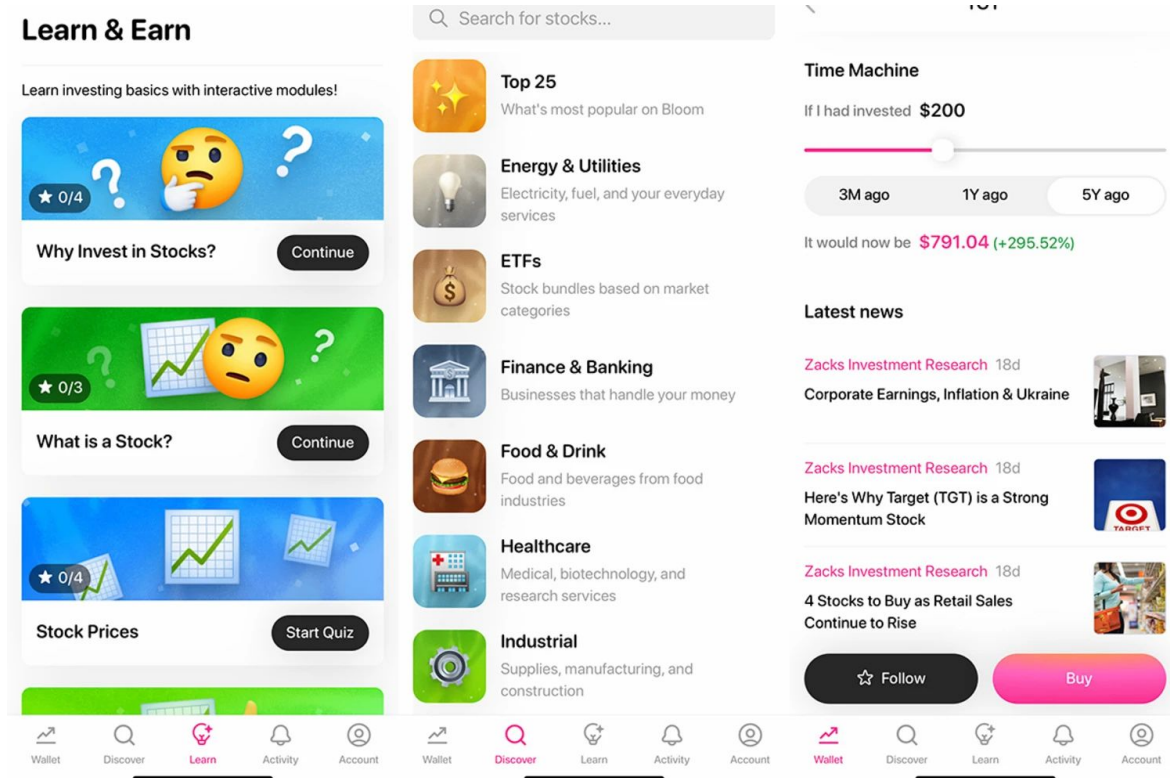 Learn & Earn
Learn investing basics with interactive modules!
0/4
Why Invest in Stocks?
Continue
0/3
What is a Stock?
Continue
0/4
Stock Prices
Start Quiz
Wallet
Discover
Learn
Activity
Account
Search for stocks...
Top 25
What's most popular on Bloom
Energy & Utilities
Electricity, fuel, and your everyday
services
ETFs
Stock bundles based on market
categories
$
Finance & Banking
Businesses that handle your money
Food & Drink
Food and beverages from food
industries
Healthcare
Medical, biotechnology, and
research services
Industrial
Supplies, manufacturing, and
construction
Wallet
Discover
Learn
Activity
Account
Time Machine
If I had invested $200
3M ago
1Y ago
5Y ago
It would now be $791.04 (+295.52%)
Latest news
Zacks Investment Research 18d
Corporate Earnings, Inflation & Ukraine
Zacks Investment Research 18d
Here's Why Target (TGT) is a Strong
Momentum Stock
TARGET
Zacks Investment Research 18d
4 Stocks to Buy as Retail Sales
Continue to Rise
Follow
Buy
Wallet
Discover
Learn
Activity
Account